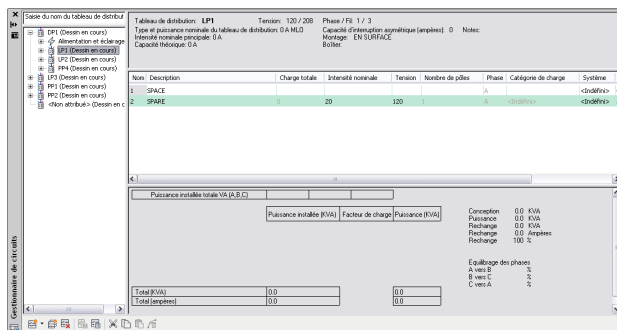 Saisie du nom du tableau de distribut
DP1 (Dessin en cours)
Alimentation et éclairage
LP1 (Dessin en cours)
LP2 (Dessin en cours)
PP4 (Dessin en cours)
LP3 (Dessin en cours)
PP1 (Dessin en cours)
PP2 (Dessin en cours)
<Non attribué> (Dessin en c
Gestionnaire de circuits
Tableau de distribution: LP1 Tension: 120 / 208 Phase / Fil: 1 / 3
Type et puissance nominale du tableau de distribution: 0 A MLO Capacité d'interruption asymétrique (ampères): 0 Notes:
Intensité nominale principale: 0 A Montage: EN SURFACE
Capacité théorique: 0 A Boîtier:
Nom Description Charge totale Intensité nominale Tension Nombre de pôles Phase Catégorie de charge Système
1 SPACE A <Indéfini>
2 SPARE 0 20 120 1 A <Indéfini> <Indéfini>
Puissance installée totale VA (A,B,C)
Puissance installée (KVA) Facteur de charge Puissance (KVA)
Conception 0.0 KVA
Puissance 0.0 KVA
Rechange 0.0 KVA
Rechange 0.0 Ampères
Rechange 100 %
Equilibrage des phases
A vers B %
B vers C %
C vers A %
Total (KVA) 0.0 0.0
Total (ampères) 0.0 0.0